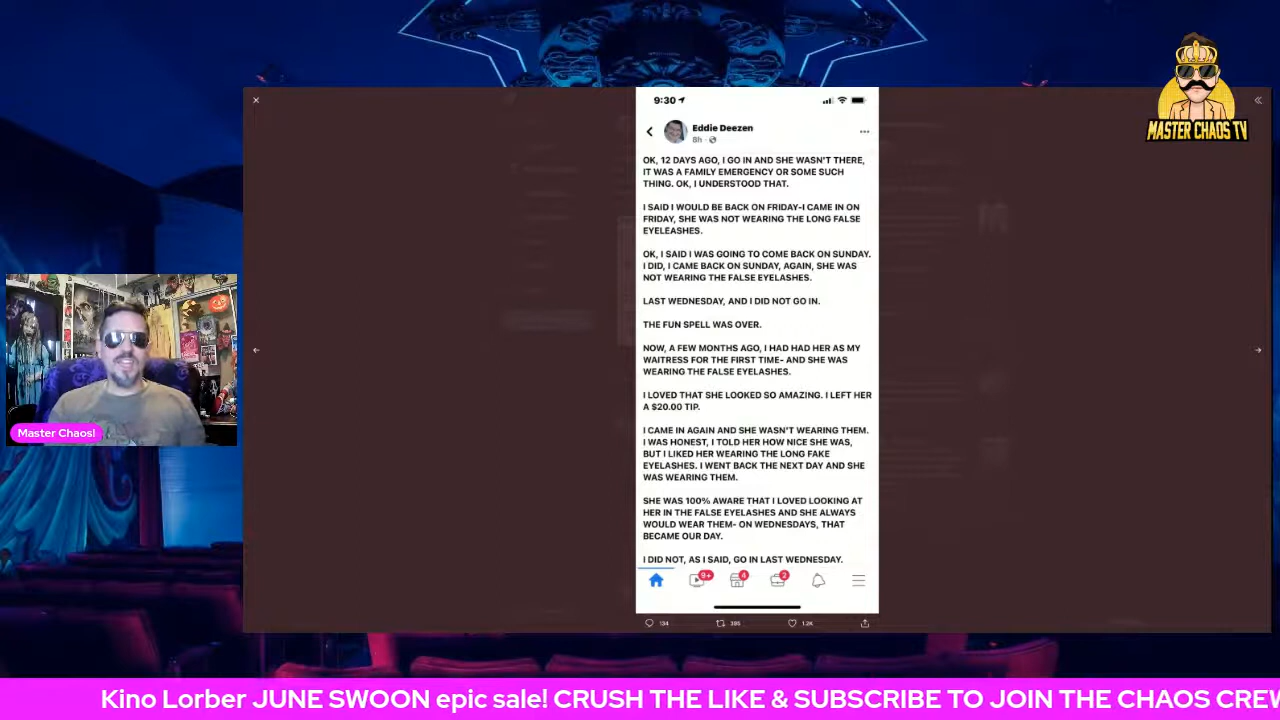 MASTER CHAOS TV
9:30
Eddie Deezen
8h
OK, 12 DAYS AGO, I GO IN AND SHE WASN'T THERE,
IT WAS A FAMILY EMERGENCY OR SOME SUCH
THING. OK, I UNDERSTOOD THAT.
I SAID I WOULD BE BACK ON FRIDAY-I CAME IN ON
FRIDAY, SHE WAS NOT WEARING THE LONG FALSE
EYELEASHES.
OK, I SAID I WAS GOING TO COME BACK ON SUNDAY.
I DID, I CAME BACK ON SUNDAY, AGAIN, SHE WAS
NOT WEARING THE FALSE EYELASHES.
LAST WEDNESDAY, AND I DID NOT GO IN.
THE FUN SPELL WAS OVER.
NOW, A FEW MONTHS AGO, I HAD HAD HER AS MY
WAITRESS FOR THE FIRST TIME- AND SHE WAS
WEARING THE FALSE EYELASHES.
I LOVED THAT SHE LOOKED SO AMAZING. I LEFT HER
A $20.00 TIP.
I CAME IN AGAIN AND SHE WASN'T WEARING THEM.
I WAS HONEST, I TOLD HER HOW NICE SHE WAS,
BUT I LIKED HER WEARING THE LONG FAKE
EYELASHES. I WENT BACK THE NEXT DAY AND SHE
WAS WEARING THEM.
SHE WAS 100% AWARE THAT I LOVED LOOKING AT
HER IN THE FALSE EYELASHES AND SHE ALWAYS
WOULD WEAR THEM- ON WEDNESDAYS, THAT
BECAME OUR DAY.
I DID NOT, AS I SAID, GO IN LAST WEDNESDAY.
9+
4
2
134
395
1.2K
Master Chaos!
Kino Lorber JUNE SWOON epic sale! CRUSH THE LIKE & SUBSCRIBE TO JOIN THE CHAOS CREW